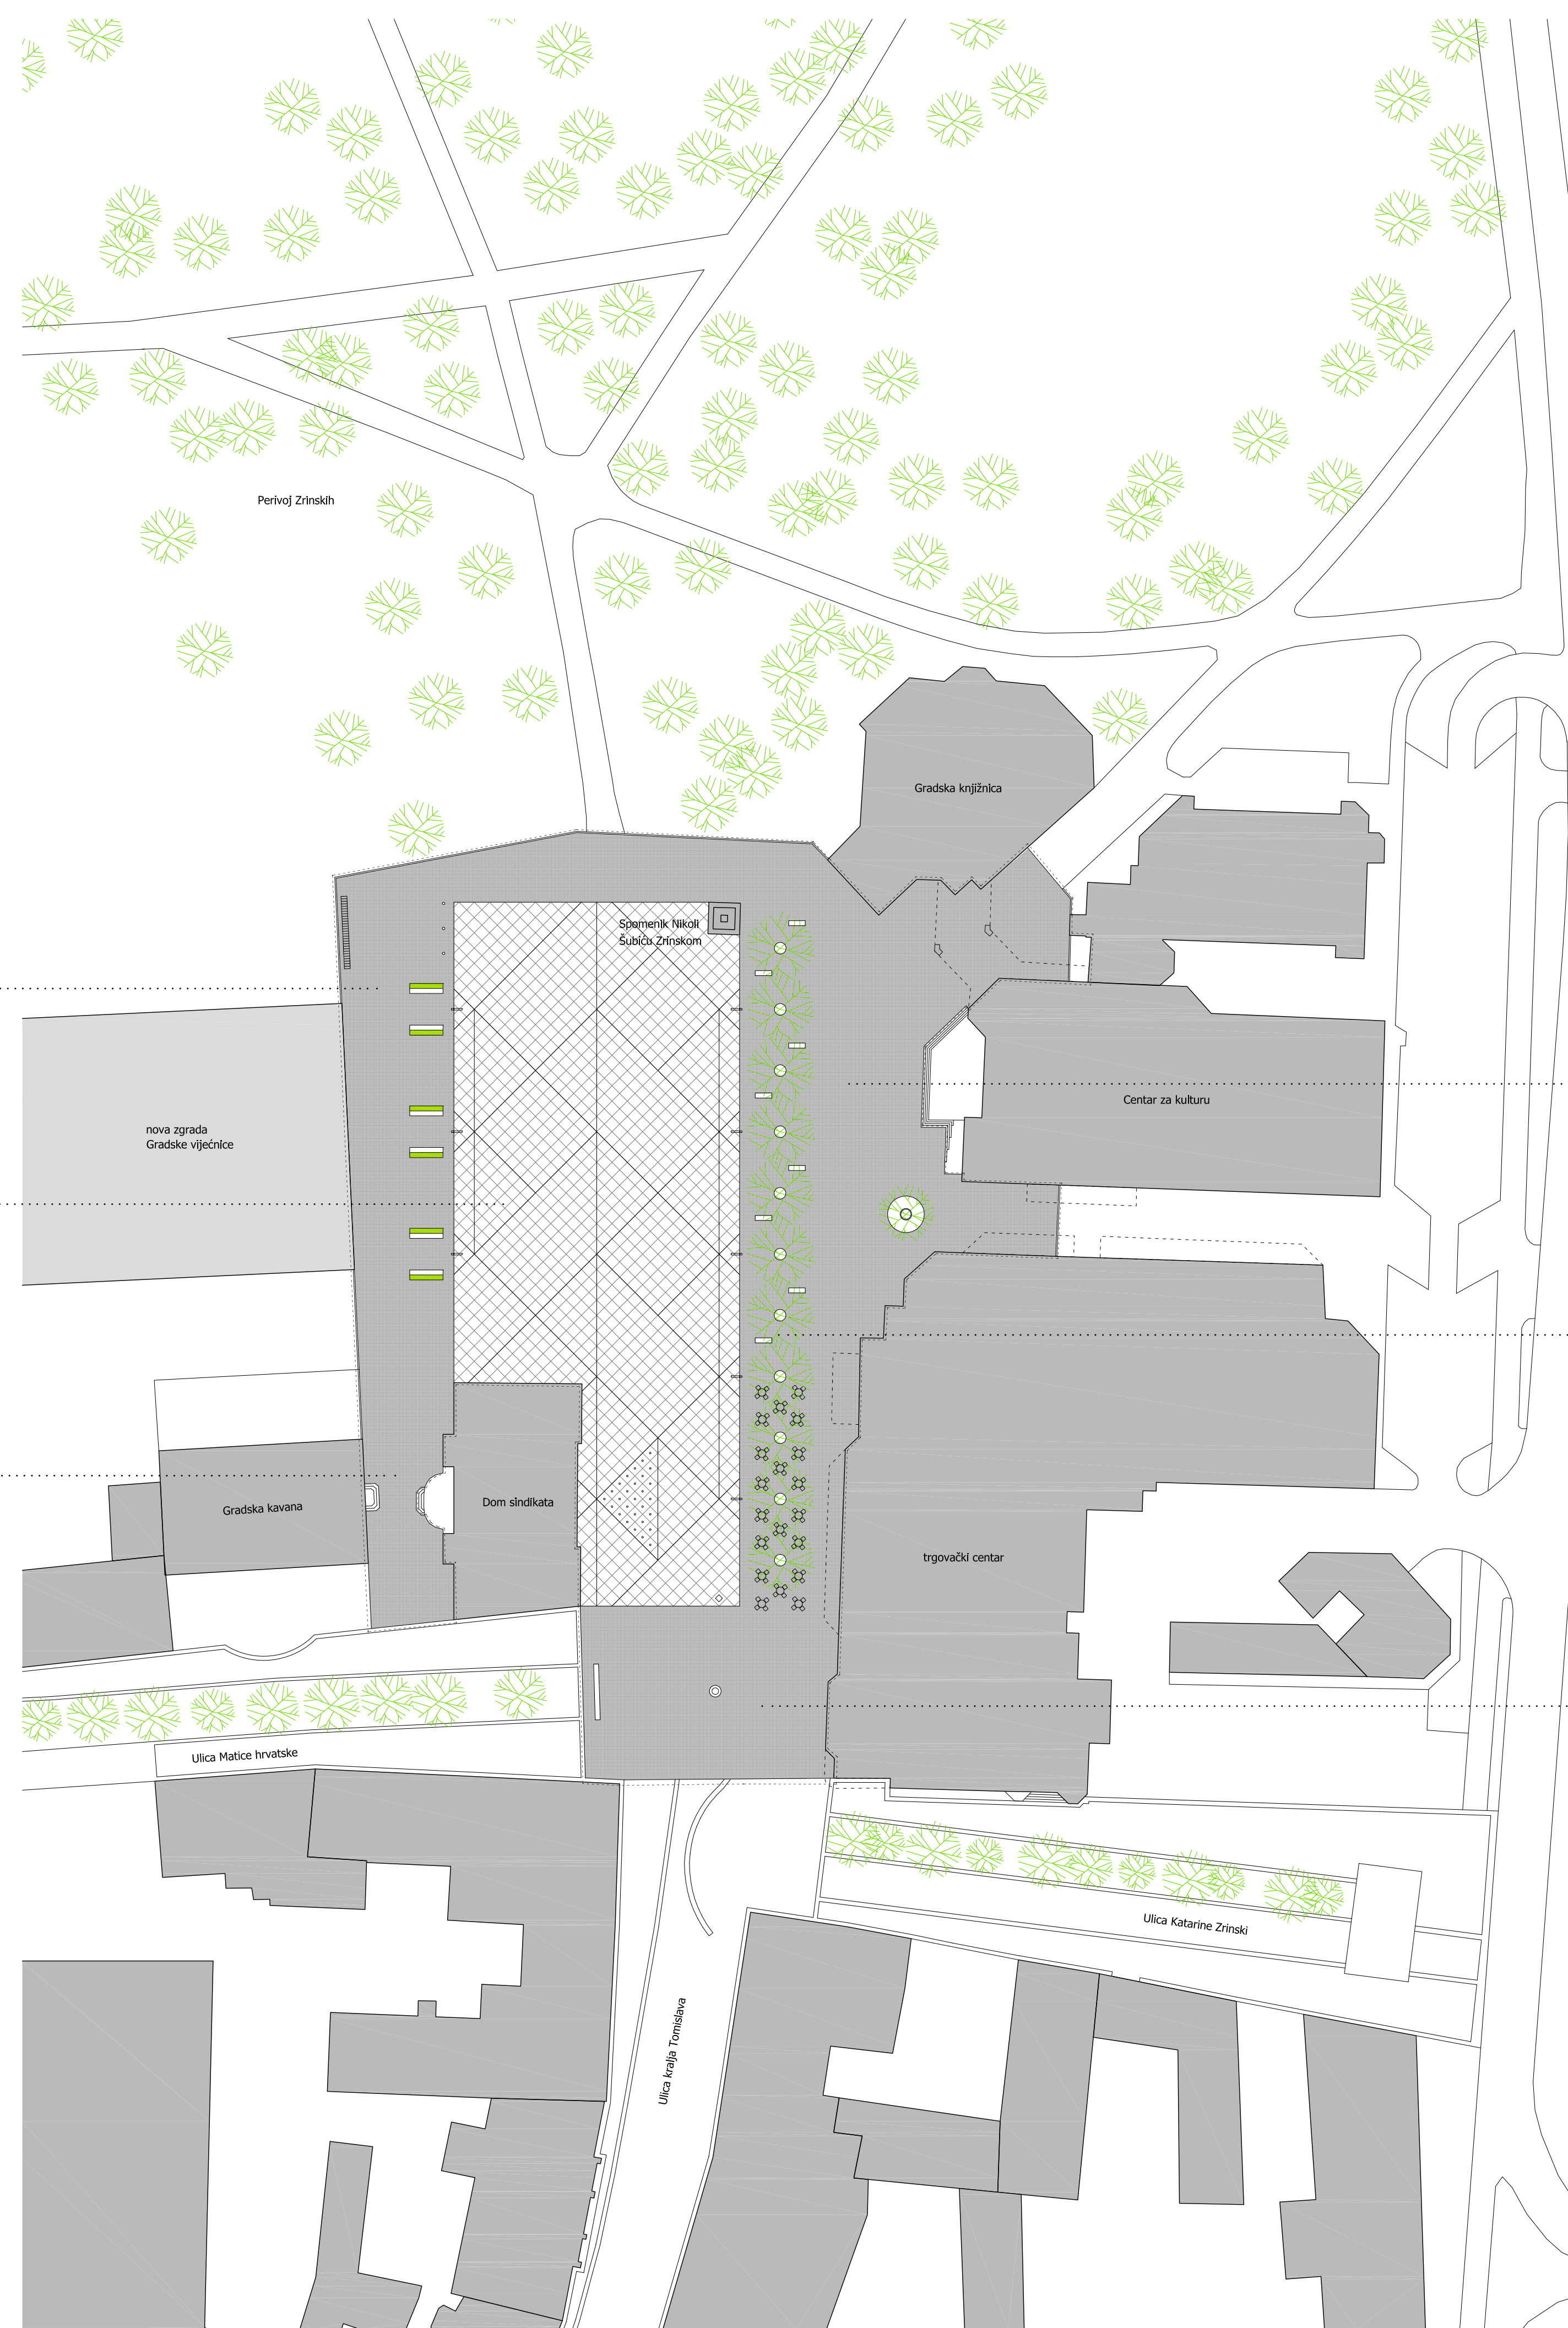 Perivoj Zrinskih
Gradska knjižnica
Spomenik Nikoli
Šubiću Zrinskom
Centar za kulturu
nova zgrada
Gradske vijećnice
Gradska kavana
Dom sindikata
trgovački centar
Ulica Matice hrvatske
Ulica Katarine Zrinski
Ulica kralja Tomislava